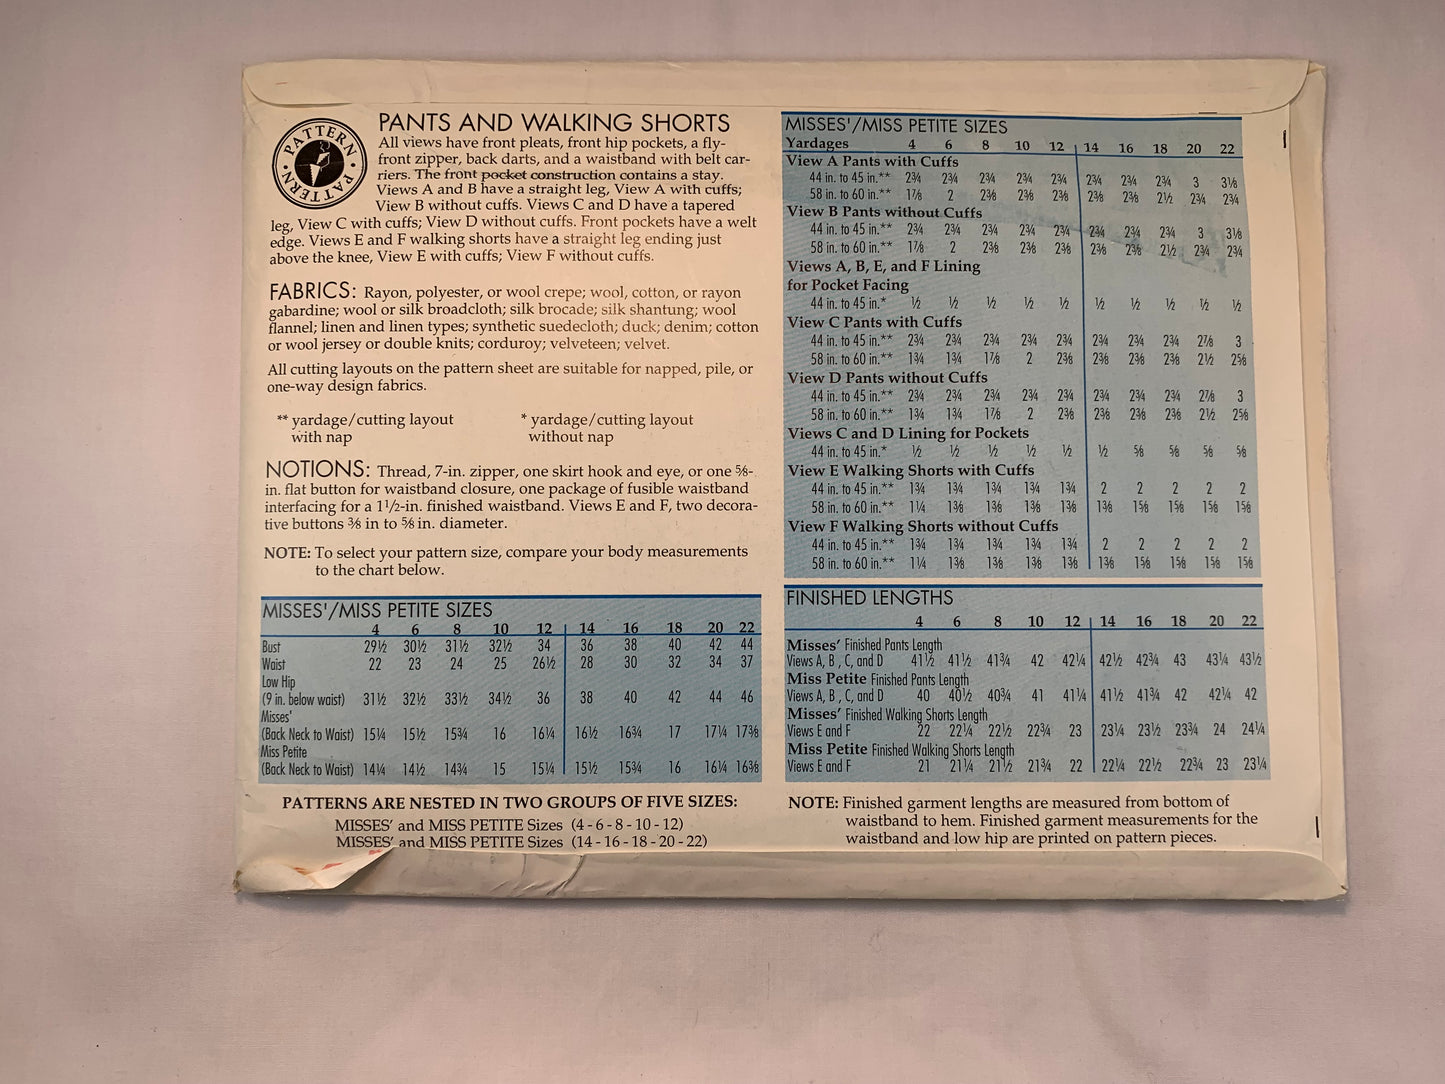 PATTERN · PATTERN ·
PANTS AND WALKING SHORTS
All views have front pleats, front hip pockets, a fly-
front zipper, back darts, and a waistband with belt car-
riers. The front pocket construction contains a stay.
Views A and B have a straight leg, View A with cuffs;
View B without cuffs. Views C and D have a tapered
leg, View C with cuffs; View D without cuffs. Front pockets have a welt
edge. Views E and F walking shorts have a straight leg ending just
above the knee, View E with cuffs; View F without cuffs.
FABRICS: Rayon, polyester, or wool crepe; wool, cotton, or rayon
gabardine; wool or silk broadcloth; silk brocade; silk shantung; wool
flannel; linen and linen types; synthetic suedecloth; duck; denim; cotton
or wool jersey or double knits; corduroy; velveteen; velvet.
All cutting layouts on the pattern sheet are suitable for napped, pile, or
one-way design fabrics.
** yardage/cutting layout * yardage/cutting layout
with nap without nap
NOTIONS: Thread, 7-in. zipper, one skirt hook and eye, or one ⅝-
in. flat button for waistband closure, one package of fusible waistband
interfacing for a 1 1/2-in. finished waistband. Views E and F, two decora-
tive buttons ⅜ in to ⅝ in. diameter.
NOTE: To select your pattern size, compare your body measurements
to the chart below.
MISSES'/MISS PETITE SIZES
4 6 8 10 12 14 16 18 20 22
Bust 29½ 30½ 31½ 32½ 34 36 38 40 42 44
Waist 22 23 24 25 26½ 28 30 32 34 37
Low Hip
(9 in. below waist) 31½ 32½ 33½ 34½ 36 38 40 42 44 46
Misses'
(Back Neck to Waist) 15¼ 15½ 15¾ 16 16¼ 16½ 16¾ 17 17¼ 17⅜
Miss Petite
(Back Neck to Waist) 14¼ 14½ 14¾ 15 15¼ 15½ 15¾ 16 16¼ 16⅜
PATTERNS ARE NESTED IN TWO GROUPS OF FIVE SIZES:
MISSES' and MISS PETITE Sizes (4 - 6 - 8 - 10 - 12)
MISSES' and MISS PETITE Sizes (14 - 16 - 18 - 20 - 22)
MISSES'/MISS PETITE SIZES
Yardages 4 6 8 10 12 14 16 18 20 22
View A Pants with Cuffs
44 in. to 45 in.** 2¾ 2¾ 2¾ 2¾ 2¾ 2¾ 2¾ 2¾ 3 3⅛
58 in. to 60 in.** 1⅞ 2 2⅜ 2⅜ 2⅜ 2⅜ 2⅜ 2½ 2¾ 2¾
View B Pants without Cuffs
44 in. to 45 in.** 2¾ 2¾ 2¾ 2¾ 2¾ 2¾ 2¾ 2¾ 3 3⅛
58 in. to 60 in.** 1⅞ 2 2⅜ 2⅜ 2⅜ 2⅜ 2⅜ 2½ 2¾ 2¾
Views A, B, E, and F Lining
for Pocket Facing
44 in. to 45 in.* ½ ½ ½ ½ ½ ½ ½ ½ ½ ½
View C Pants with Cuffs
44 in. to 45 in.** 2¾ 2¾ 2¾ 2¾ 2¾ 2¾ 2¾ 2¾ 2⅞ 3
58 in. to 60 in.** 1¾ 1¾ 1⅞ 2 2⅜ 2⅜ 2⅜ 2⅜ 2½ 2⅝
View D Pants without Cuffs
44 in. to 45 in.** 2¾ 2¾ 2¾ 2¾ 2¾ 2¾ 2¾ 2¾ 2⅞ 3
58 in. to 60 in.** 1¾ 1¾ 1⅞ 2 2⅜ 2⅜ 2⅜ 2⅜ 2½ 2⅝
Views C and D Lining for Pockets
44 in. to 45 in.* ½ ½ ½ ½ ½ ½ ⅝ ⅝ ⅝ ⅝
View E Walking Shorts with Cuffs
44 in. to 45 in.** 1¾ 1¾ 1¾ 1¾ 1¾ 2 2 2 2 2
58 in. to 60 in.** 1¼ 1⅜ 1⅜ 1⅜ 1⅜ 1⅜ 1⅝ 1⅝ 1⅝ 1⅝
View F Walking Shorts without Cuffs
44 in. to 45 in.** 1¾ 1¾ 1¾ 1¾ 1¾ 2 2 2 2 2
58 in. to 60 in.** 1¼ 1⅜ 1⅜ 1⅜ 1⅜ 1⅜ 1⅝ 1⅝ 1⅝ 1⅝
FINISHED LENGTHS
4 6 8 10 12 14 16 18 20 22
Misses' Finished Pants Length
Views A, B , C, and D 41½ 41½ 41¾ 42 42¼ 42½ 42¾ 43 43¼ 43½
Miss Petite Finished Pants Length
Views A, B , C, and D 40 40½ 40¾ 41 41¼ 41½ 41¾ 42 42¼ 42
Misses' Finished Walking Shorts Length
Views E and F 22 22¼ 22½ 22¾ 23 23¼ 23½ 23¾ 24 24¼
Miss Petite Finished Walking Shorts Length
Views E and F 21 21¼ 21½ 21¾ 22 22¼ 22½ 22¾ 23 23¼
NOTE: Finished garment lengths are measured from bottom of
waistband to hem. Finished garment measurements for the
waistband and low hip are printed on pattern pieces.